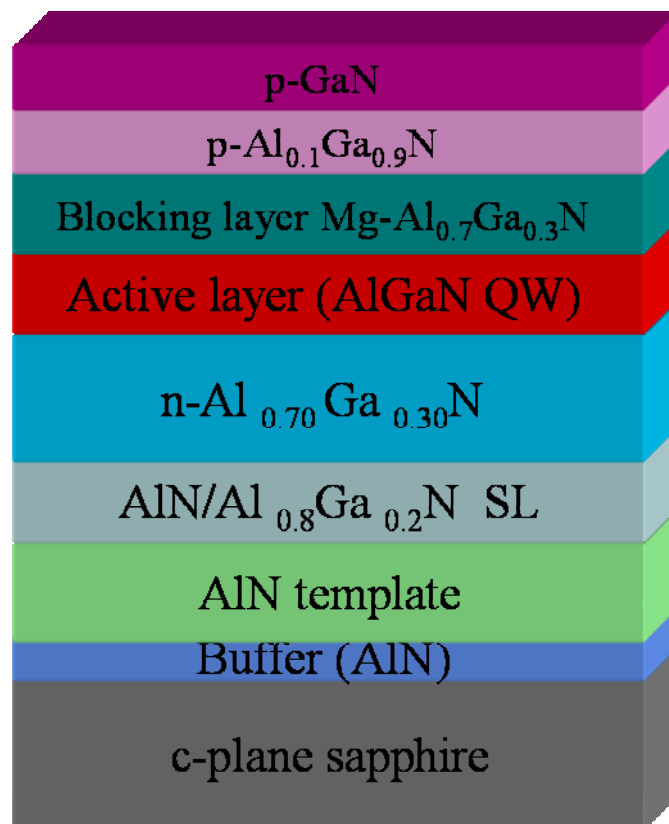 p-GaN
p-Al0.1Ga0.9N
Blocking layer Mg-Al0.7Ga0.3N
Active layer (AlGaN QW)
n-Al 0.70 Ga 0.30N
AlN/Al 0.8Ga 0.2N SL
AlN template
Buffer (AlN)
c-plane sapphire